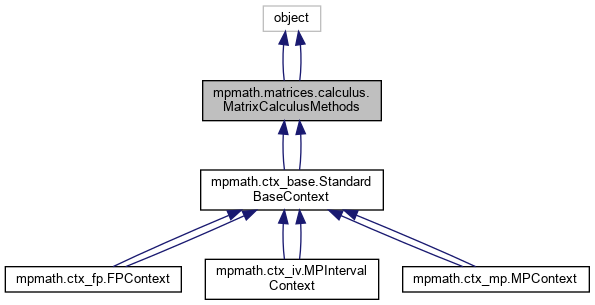 object
mpmath.matrices.calculus.
MatrixCalculusMethods
mpmath.ctx_base.Standard
BaseContext
mpmath.ctx_fp.FPContext
mpmath.ctx_iv.MPInterval
Context
mpmath.ctx_mp.MPContext